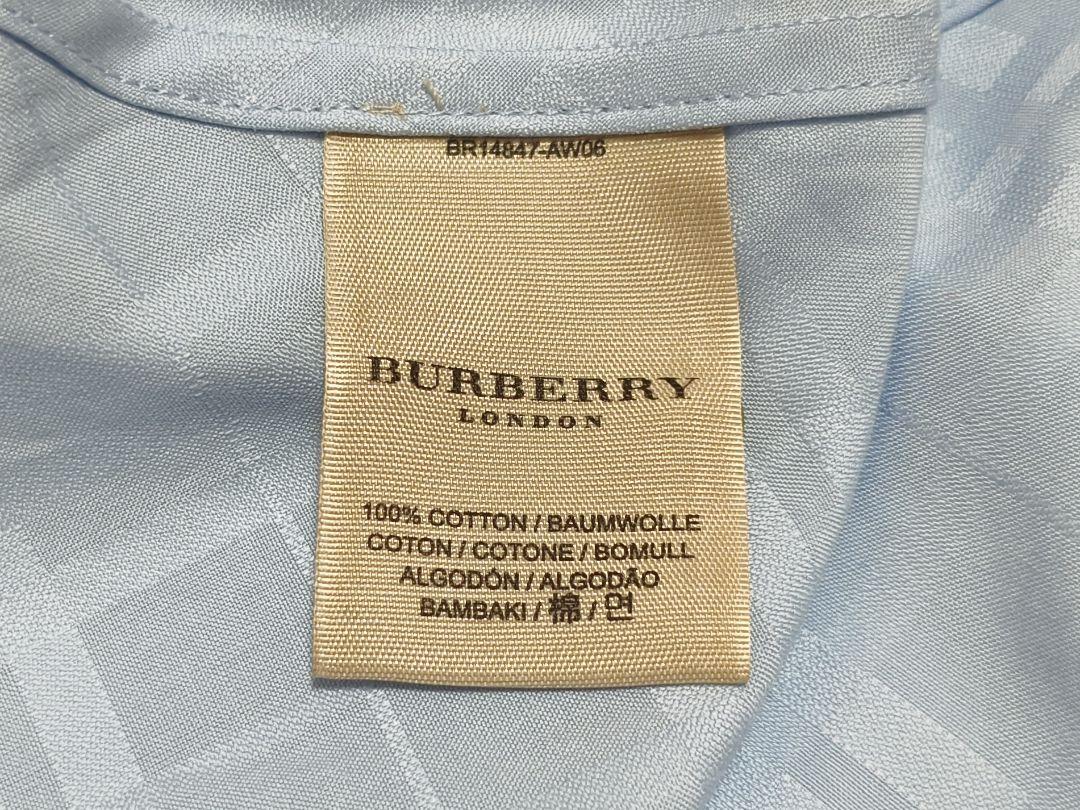 BR14847-AW06
BURBERRY
LONDON
100% COTTON / BAUMWOLLE
COTON / COTONE / BOMULL
ALGODÓN / ALGODÃO
BAMBAKI / 棉 / 면